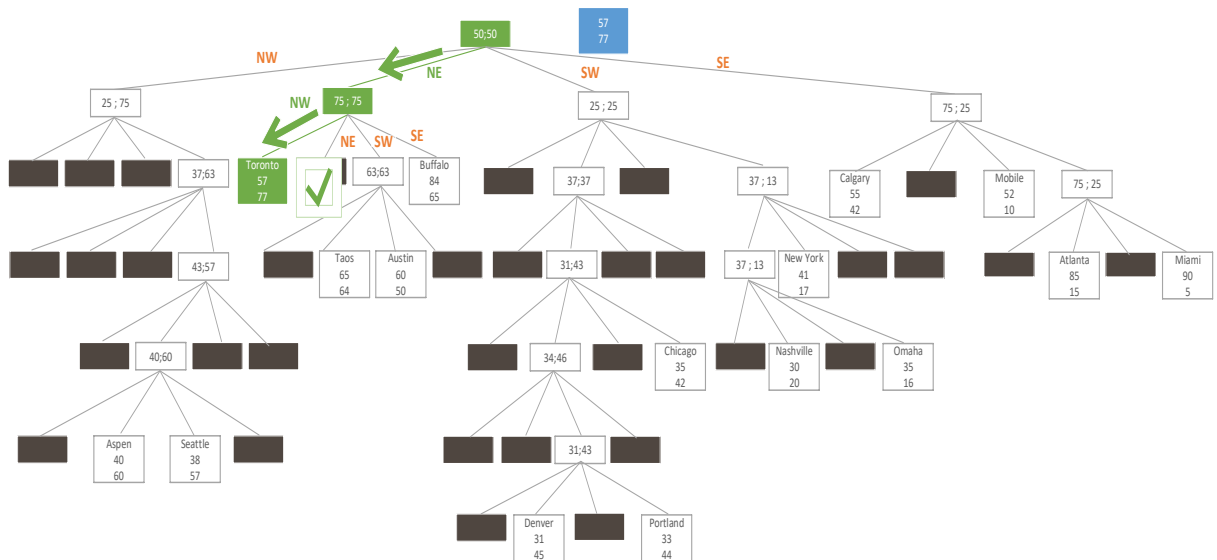 50;50
57
77
NW
NE
SW
SE
25 ; 75
NW
75 ; 75
25 ; 25
75 ; 25
NE
SW
SE
37;63
Toronto
57
77
63;63
Buffalo
84
65
37;37
37 ; 13
Calgary
55
42
Mobile
52
10
75 ; 25
43;57
Taos
65
64
Austin
60
50
31;43
37 ; 13
New York
41
17
Atlanta
85
15
Miami
90
5
40;60
34;46
Chicago
35
42
Nashville
30
20
Omaha
35
16
Aspen
40
60
Seattle
38
57
31;43
Denver
31
45
Portland
33
44